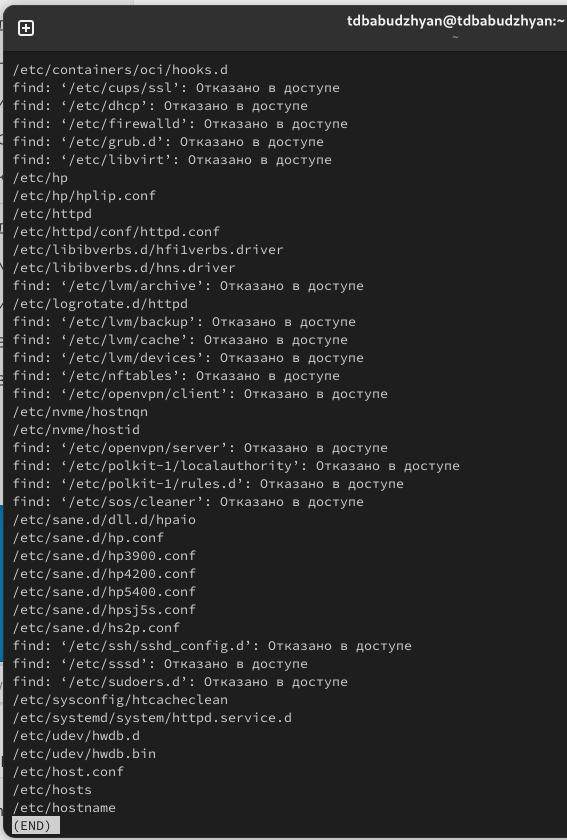 tdbabudzhyan@tdbabudzhyan:~
~
/etc/containers/oci/hooks.d
find: ‘/etc/cups/ssl’: Отказано в доступе
find: ‘/etc/dhcp’: Отказано в доступе
find: ‘/etc/firewalld’: Отказано в доступе
find: ‘/etc/grub.d’: Отказано в доступе
find: ‘/etc/libvirt’: Отказано в доступе
/etc/hp
/etc/hp/hplip.conf
/etc/httpd
/etc/httpd/conf/httpd.conf
/etc/libibverbs.d/hfi1verbs.driver
/etc/libibverbs.d/hns.driver
find: ‘/etc/lvm/archive’: Отказано в доступе
/etc/logrotate.d/httpd
find: ‘/etc/lvm/backup’: Отказано в доступе
find: ‘/etc/lvm/cache’: Отказано в доступе
find: ‘/etc/lvm/devices’: Отказано в доступе
find: ‘/etc/nftables’: Отказано в доступе
find: ‘/etc/openvpn/client’: Отказано в доступе
/etc/nvme/hostnqn
/etc/nvme/hostid
find: ‘/etc/openvpn/server’: Отказано в доступе
find: ‘/etc/polkit-1/localauthority’: Отказано в доступе
find: ‘/etc/polkit-1/rules.d’: Отказано в доступе
find: ‘/etc/sos/cleaner’: Отказано в доступе
/etc/sane.d/dll.d/hpaio
/etc/sane.d/hp.conf
/etc/sane.d/hp3900.conf
/etc/sane.d/hp4200.conf
/etc/sane.d/hp5400.conf
/etc/sane.d/hpsj5s.conf
/etc/sane.d/hs2p.conf
find: ‘/etc/ssh/sshd_config.d’: Отказано в доступе
find: ‘/etc/sssd’: Отказано в доступе
find: ‘/etc/sudoers.d’: Отказано в доступе
/etc/sysconfig/htcacheclean
/etc/systemd/system/httpd.service.d
/etc/udev/hwdb.d
/etc/udev/hwdb.bin
/etc/host.conf
/etc/hosts
/etc/hostname
(END)